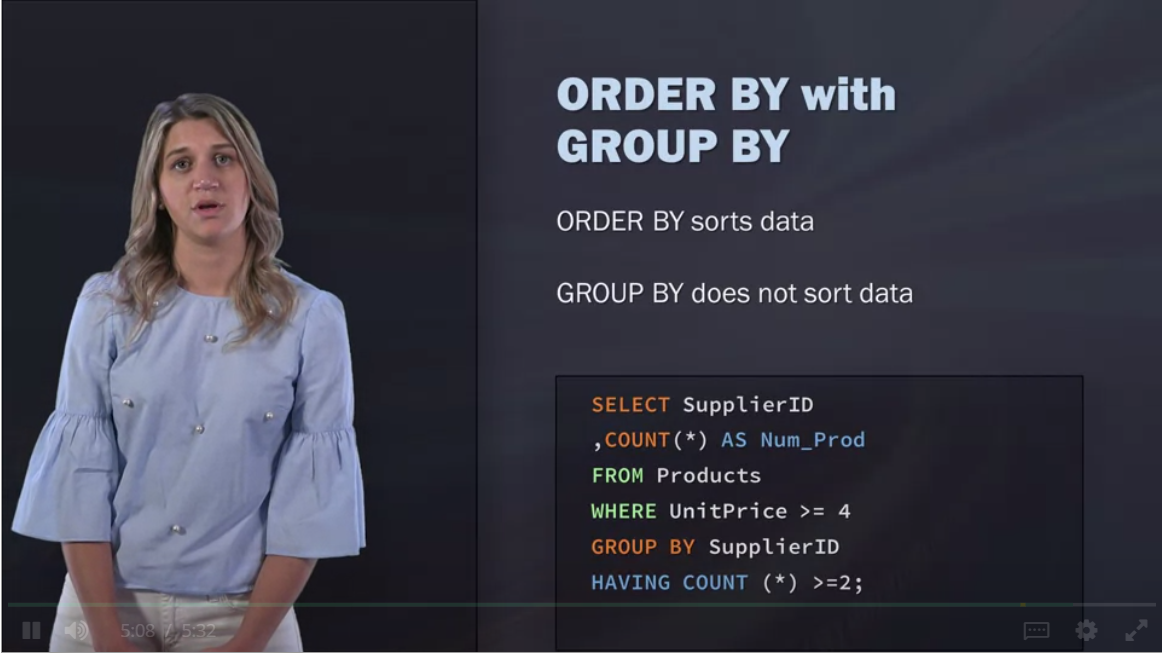 ORDER BY with
GROUP BY
ORDER BY sorts data
GROUP BY does not sort data
SELECT SupplierID
,COUNT(*) AS Num_Prod
FROM Products
WHERE UnitPrice >= 4
GROUP BY SupplierID
HAVING COUNT (*) >=2;
5:08 / 5:32